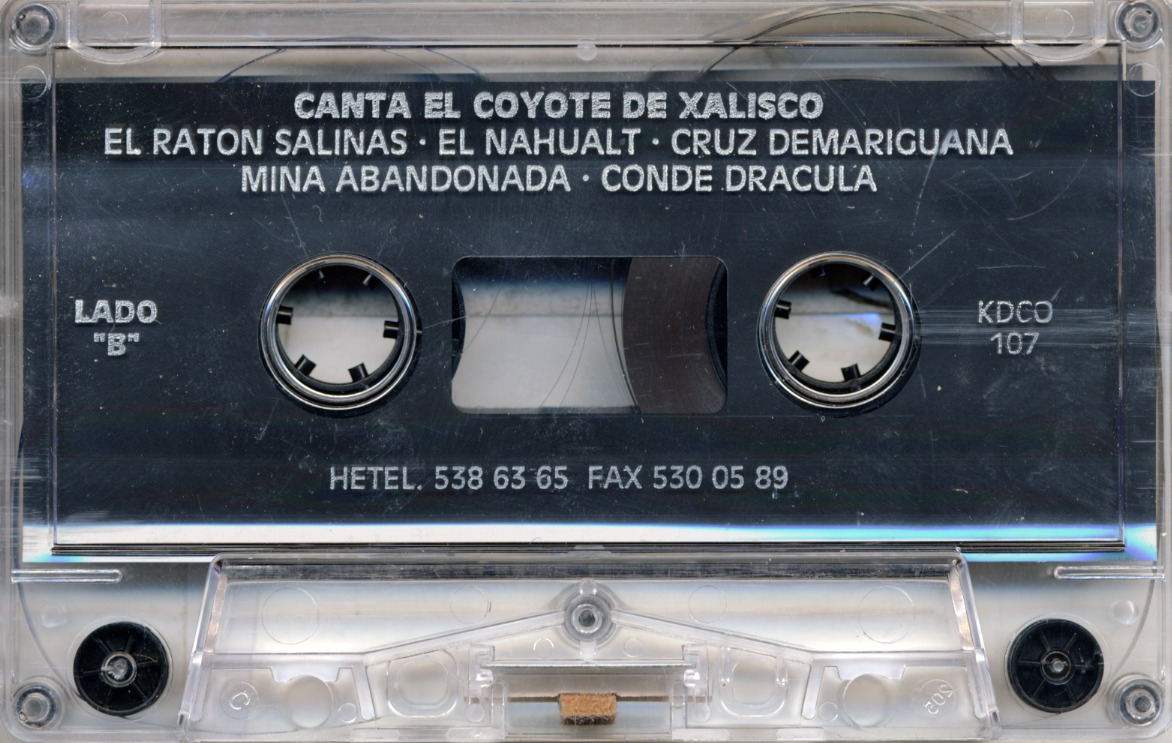 CANTA EL COYOTE DE XALISCO
EL RATON SALINAS · EL NAHUALT · CRUZ DEMARIGUANA
MINA ABANDONADA · CONDE DRACULA
LADO
"B"
KDCO
107
HETEL. 538 63 65 FAX 530 05 89
C
205